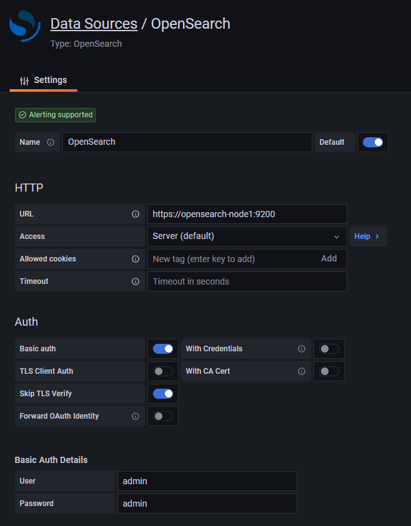 Data Sources / OpenSearch
Type: OpenSearch
Settings
Alerting supported
Name OpenSearch Default
HTTP
URL https://opensearch-node1:9200
Access Server (default) Help >
Allowed cookies New tag (enter key to add) Add
Timeout Timeout in seconds
Auth
Basic auth With Credentials
TLS Client Auth With CA Cert
Skip TLS Verify
Forward OAuth Identity
Basic Auth Details
User admin
Password admin